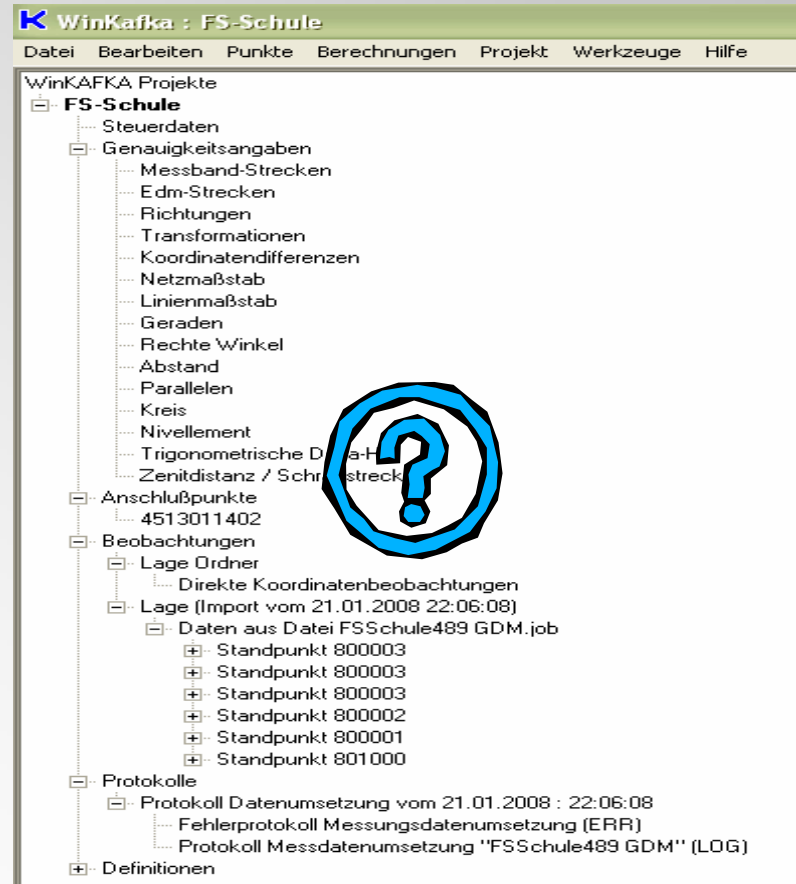 WinKafka : FS-Schule
Datei Bearbeiten Punkte Berechnungen Projekt Werkzeuge Hilfe
WinKAFKA Projekte
FS-Schule
Steuerdaten
Genauigkeitsangaben
Messband-Strecken
Edm-Strecken
Richtungen
Transformationen
Koordinatendifferenzen
Netzmaßstab
Linienmaßstab
Geraden
Rechte Winkel
Abstand
Parallelen
Kreis
Nivellement
Trigonometrische
Zenitdistanz /
Anschlußpunkte
4513011402
Beobachtungen
Lage Ordner
Direkte Koordinatenbeobachtungen
Lage (Import vom 21.01.2008 22:06:08)
Daten aus Datei FSSchule489 GDM.job
Standpunkt 800003
Standpunkt 800003
Standpunkt 800003
Standpunkt 800002
Standpunkt 800001
Standpunkt 801000
Protokolle
Protokoll Datenumsetzung vom 21.01.2008 : 22:06:08
Fehlerprotokoll Messungsdatenumsetzung (ERR)
Protokoll Messdatenumsetzung "FSSchule489 GDM" (LOG)
Definitionen